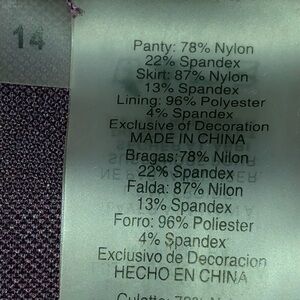 14
Panty: 78% Nylon
22% Spandex
Skirt: 87% Nylon
13% Spandex
Lining: 96% Polyester
4% Spandex
Exclusive of Decoration
MADE IN CHINA
Bragas:78% Nilon
22% Spandex
Falda: 87% Nilon
13% Spandex
Forro: 96% Poliester
4% Spandex
Exclusivo de Decoracion
HECHO EN CHINA